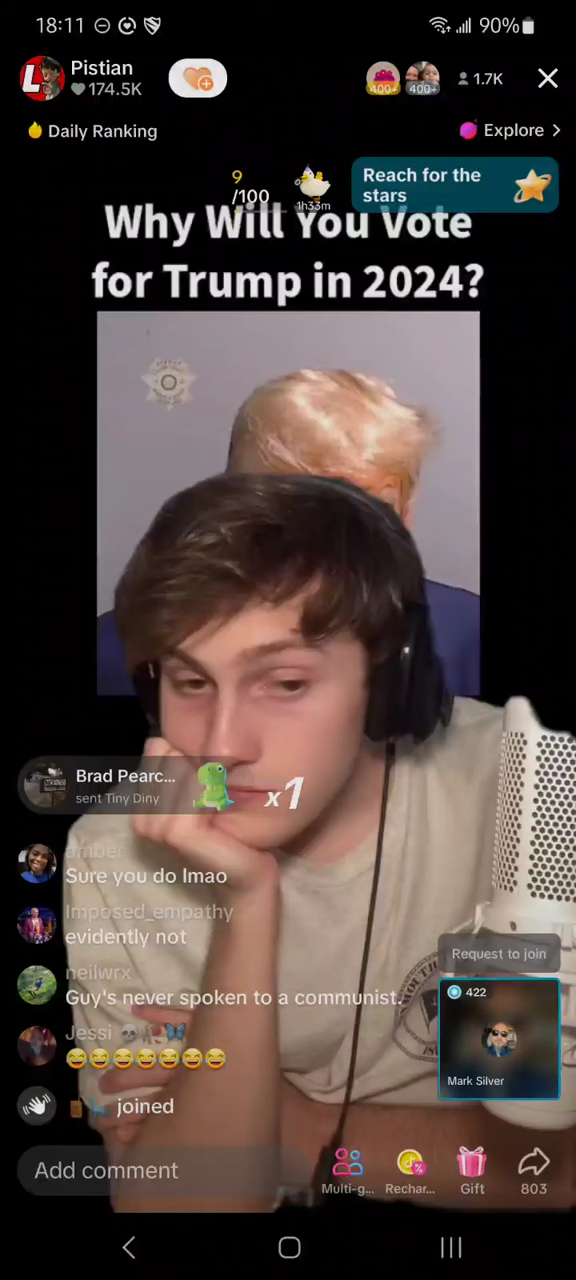 18:11
90%
Pistian
174.5K
400+
400+
1.7K
Daily Ranking
Explore >
9
/100
1h33m
Reach for the
stars
Why Will You Vote
for Trump in 2024?
Brad Pearc...
sent Tiny Diny
x1
amber
Sure you do lmao
Imposed_empathy
evidently not
neilwrx
Guy's never spoken to a communist.
Jessi 💀🦋
😂😂😂😂😂😂😂
joined
Request to join
422
Mark Silver
Add comment
Multi-g...
Rechar...
Gift
803